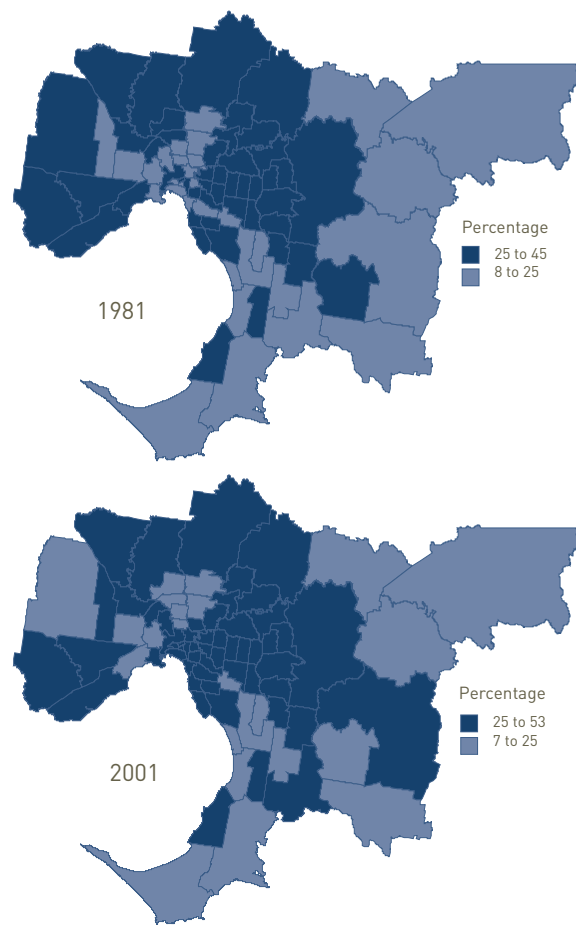 Percentage
25 to 45
8 to 25
1981
Percentage
25 to 53
7 to 25
2001